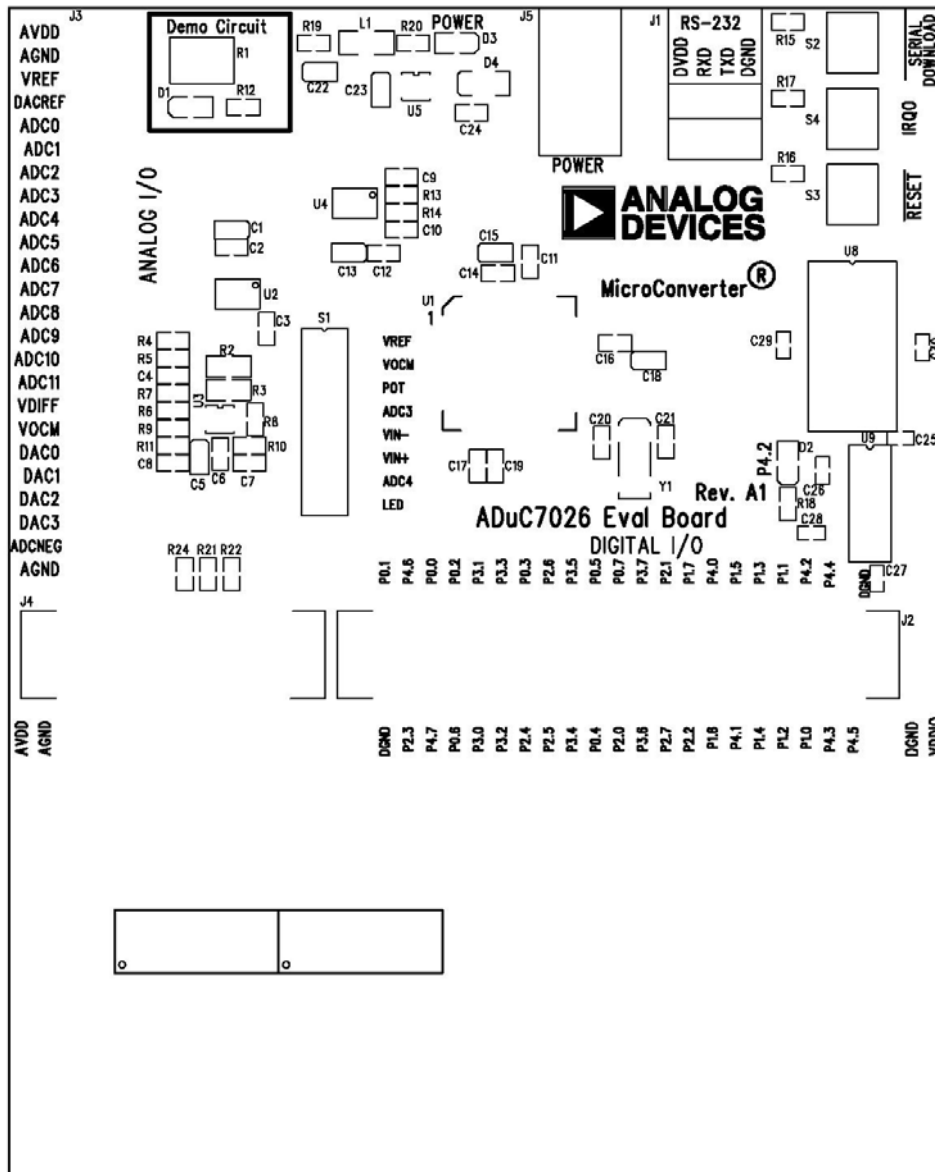 J3
AVDD
AGND
VREF
DACREF
ADC0
ADC1
ADC2
ADC3
ADC4
ADC5
ADC6
ADC7
ADC8
ADC9
ADC10
ADC11
VDIFF
VOCM
DAC0
DAC1
DAC2
DAC3
ADCNEG
AGND
Demo Circuit
R1
D1
R12
ANALOG I/O
R19
L1
R20
POWER
D3
C22
C23
U5
D4
C24
J5
POWER
J1
RS-232
DVDD
RXD
TXD
DGND
R15
S2
SERIAL
DOWNLOAD
R17
S4
IRQ0
R16
S3
RESET
ANALOG
DEVICES
U4
C9
R13
R14
C10
C1
C2
C13
C12
C15
C14
C11
MicroConverter®
U8
U2
C3
S1
U1
1
VREF
VOCM
POT
ADC3
VIN-
VIN+
ADC4
LED
R4
R5
C4
R7
R6
R9
R11
C8
R2
R3
U3
R8
R10
C5
C6
C7
C16
C18
C29
C20
C21
C17
C19
Y1
P4.2
D2
U9
C25
C26
R18
C28
Rev. A1
ADuC7026 Eval Board
DIGITAL I/O
R24
R21
R22
P0.1
P4.6
P0.0
P0.2
P3.1
P3.3
P0.3
P2.6
P3.5
P0.5
P0.7
P3.7
P2.1
P1.7
P4.0
P1.5
P1.3
P1.1
P4.2
P4.4
DGND
C27
J4
J2
AVDD
AGND
DGND
P2.3
P4.7
P0.6
P3.0
P3.2
P2.4
P2.5
P3.4
P0.4
P2.0
P3.6
P2.7
P2.2
P1.6
P4.1
P1.4
P1.2
P1.0
P4.3
P4.5
DGND